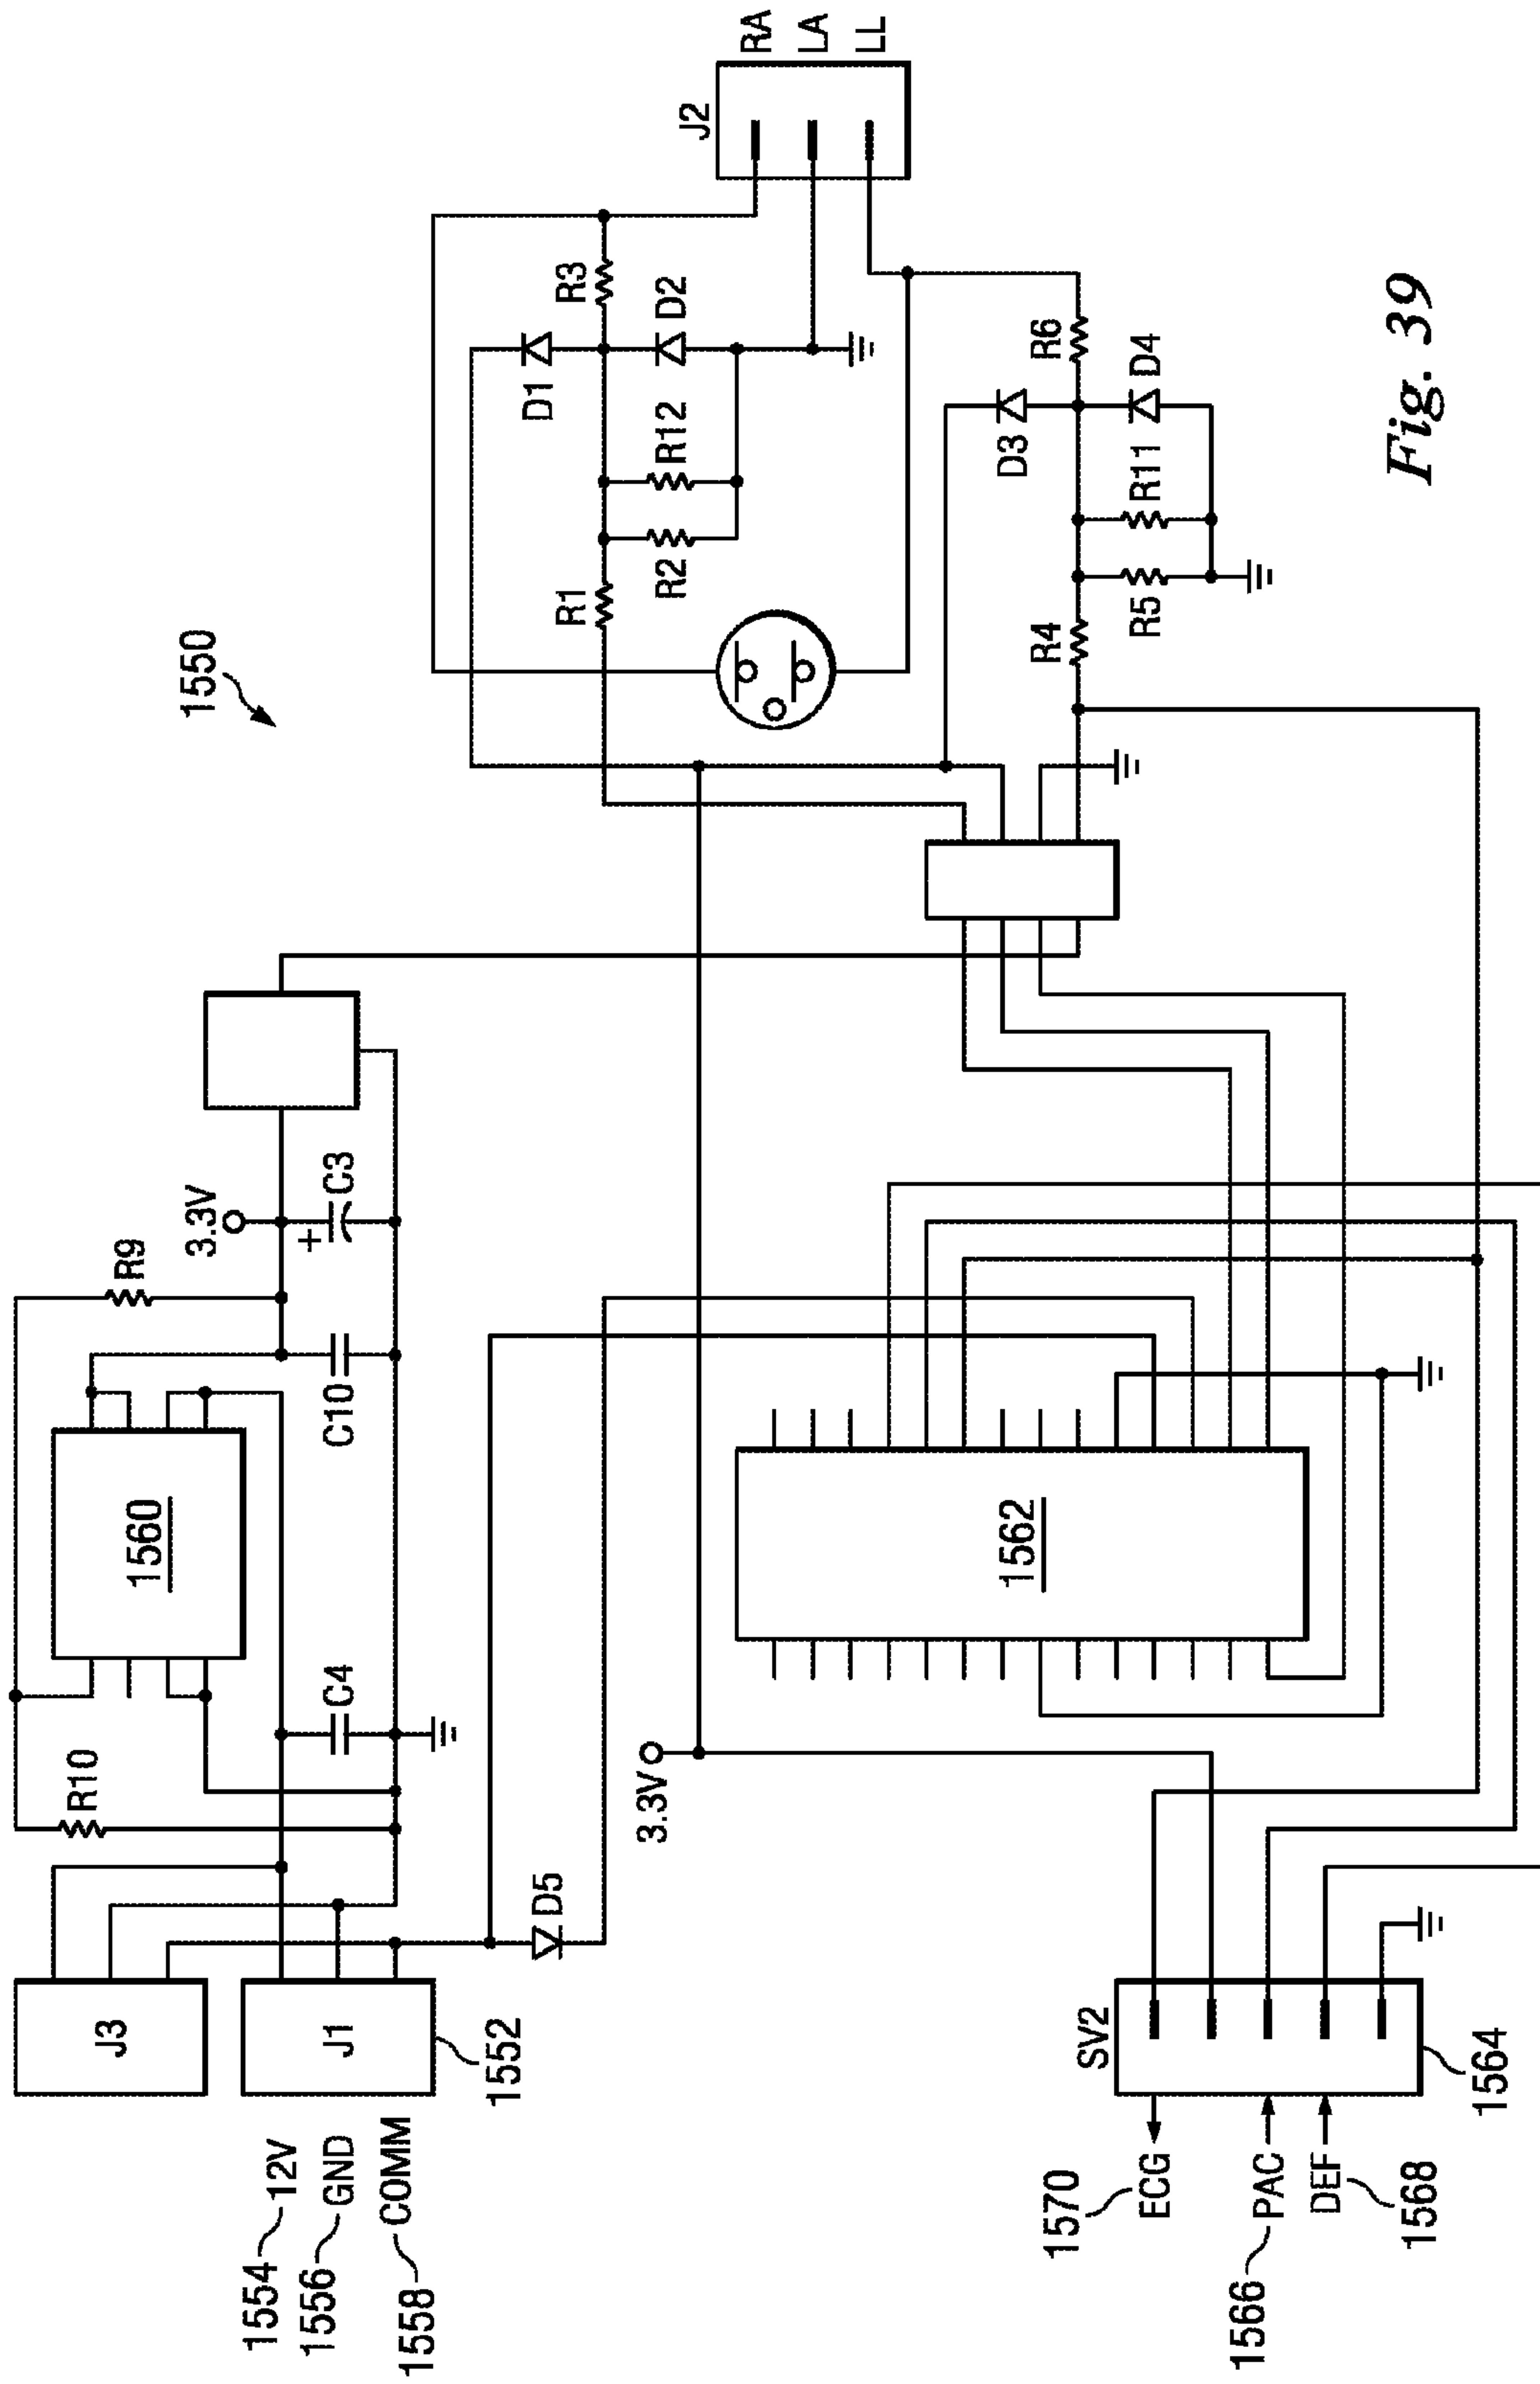 1550
J3
R10
1560
R9
3.3V
C4
C10
C3
+
J1
1552
1554
12V
1556
GND
1558
COMM
D5
3.3V
1562
SV2
1564
1570
ECG
1566
PAC
DEF
1568
R1
R2
R12
D1
R3
D2
J2
RA
LA
LL
R4
R5
R11
D3
R6
D4
Fig. 39